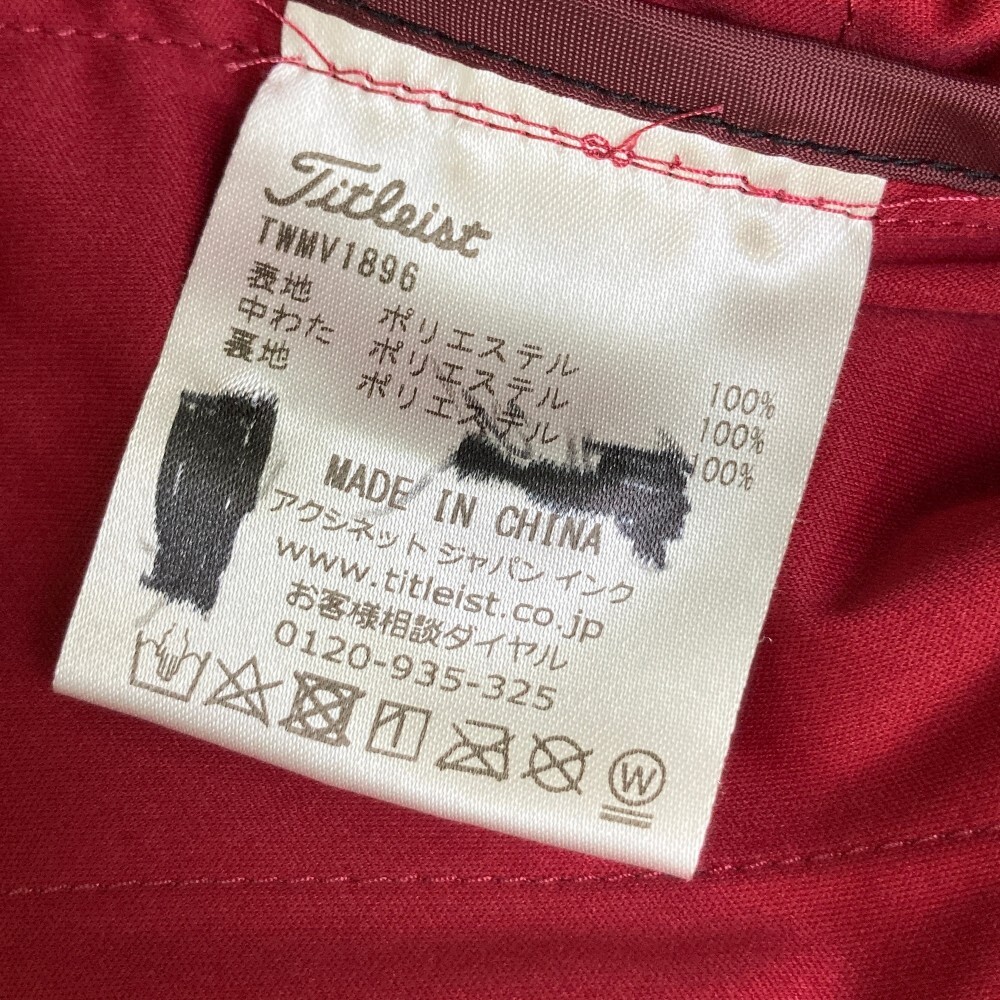 Titleist
TWMV1896
表地 ポリエステル 100%
中わた ポリエステル 100%
裏地 ポリエステル 100%
MADE IN CHINA
アクシネット ジャパン インク
www.titleist.co.jp
お客様相談ダイヤル
0120-935-325
W